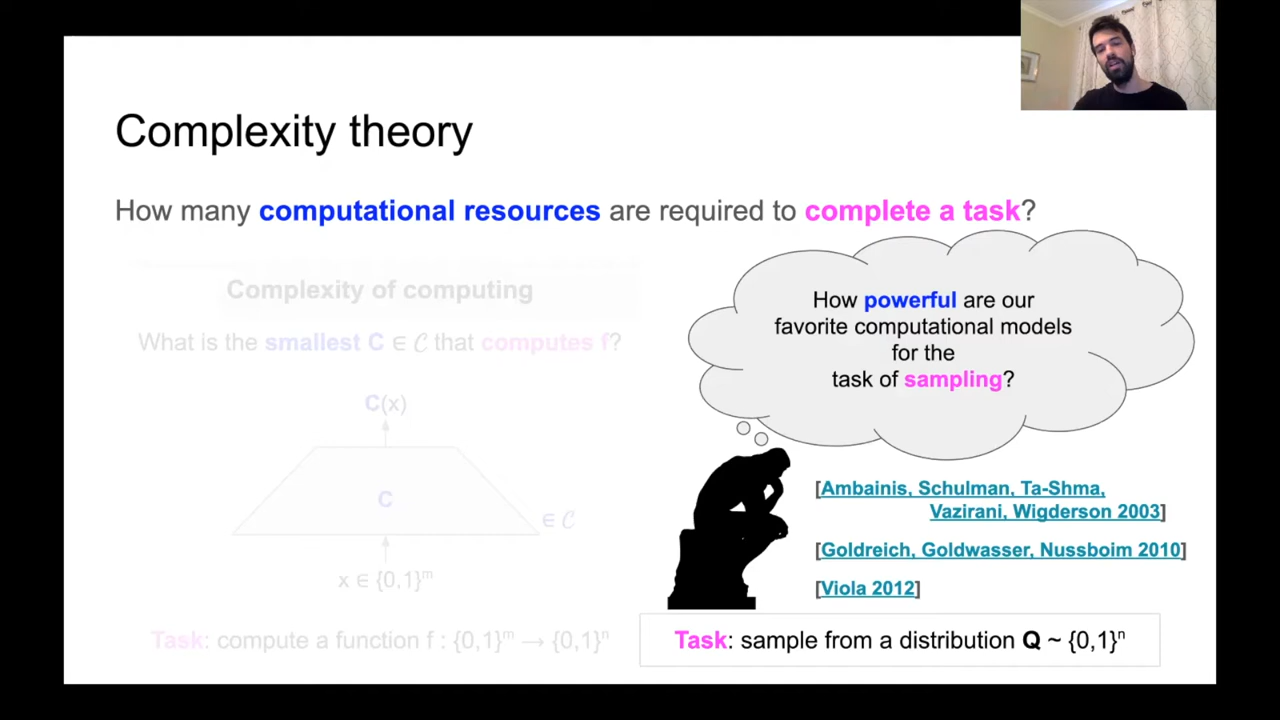 Complexity theory
How many computational resources are required to complete a task?
Complexity of computing
What is the smallest C ∈ 𝒞 that computes f?
C(x)
C
∈ 𝒞
x ∈ {0,1}ᵐ
Task: compute a function f : {0,1}ᵐ → {0,1}ⁿ
How powerful are our
favorite computational models
for the
task of sampling?
[Ambainis, Schulman, Ta-Shma,
Vazirani, Wigderson 2003]
[Goldreich, Goldwasser, Nussboim 2010]
[Viola 2012]
Task: sample from a distribution Q ~ {0,1}ⁿ